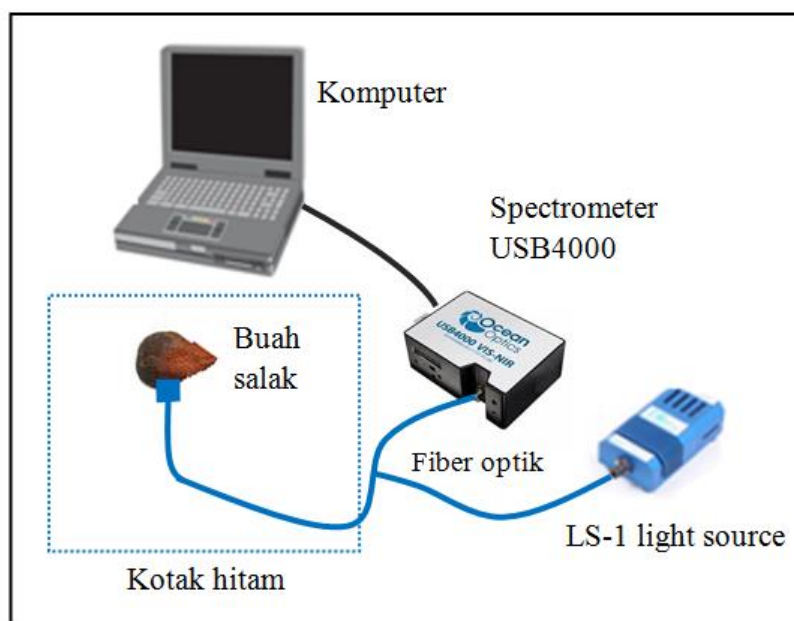 Komputer
Spectrometer
USB4000
Ocean
Optics
USB4000 VIS-NIR
Buah
salak
Fiber optik
LS-1 light source
Kotak hitam